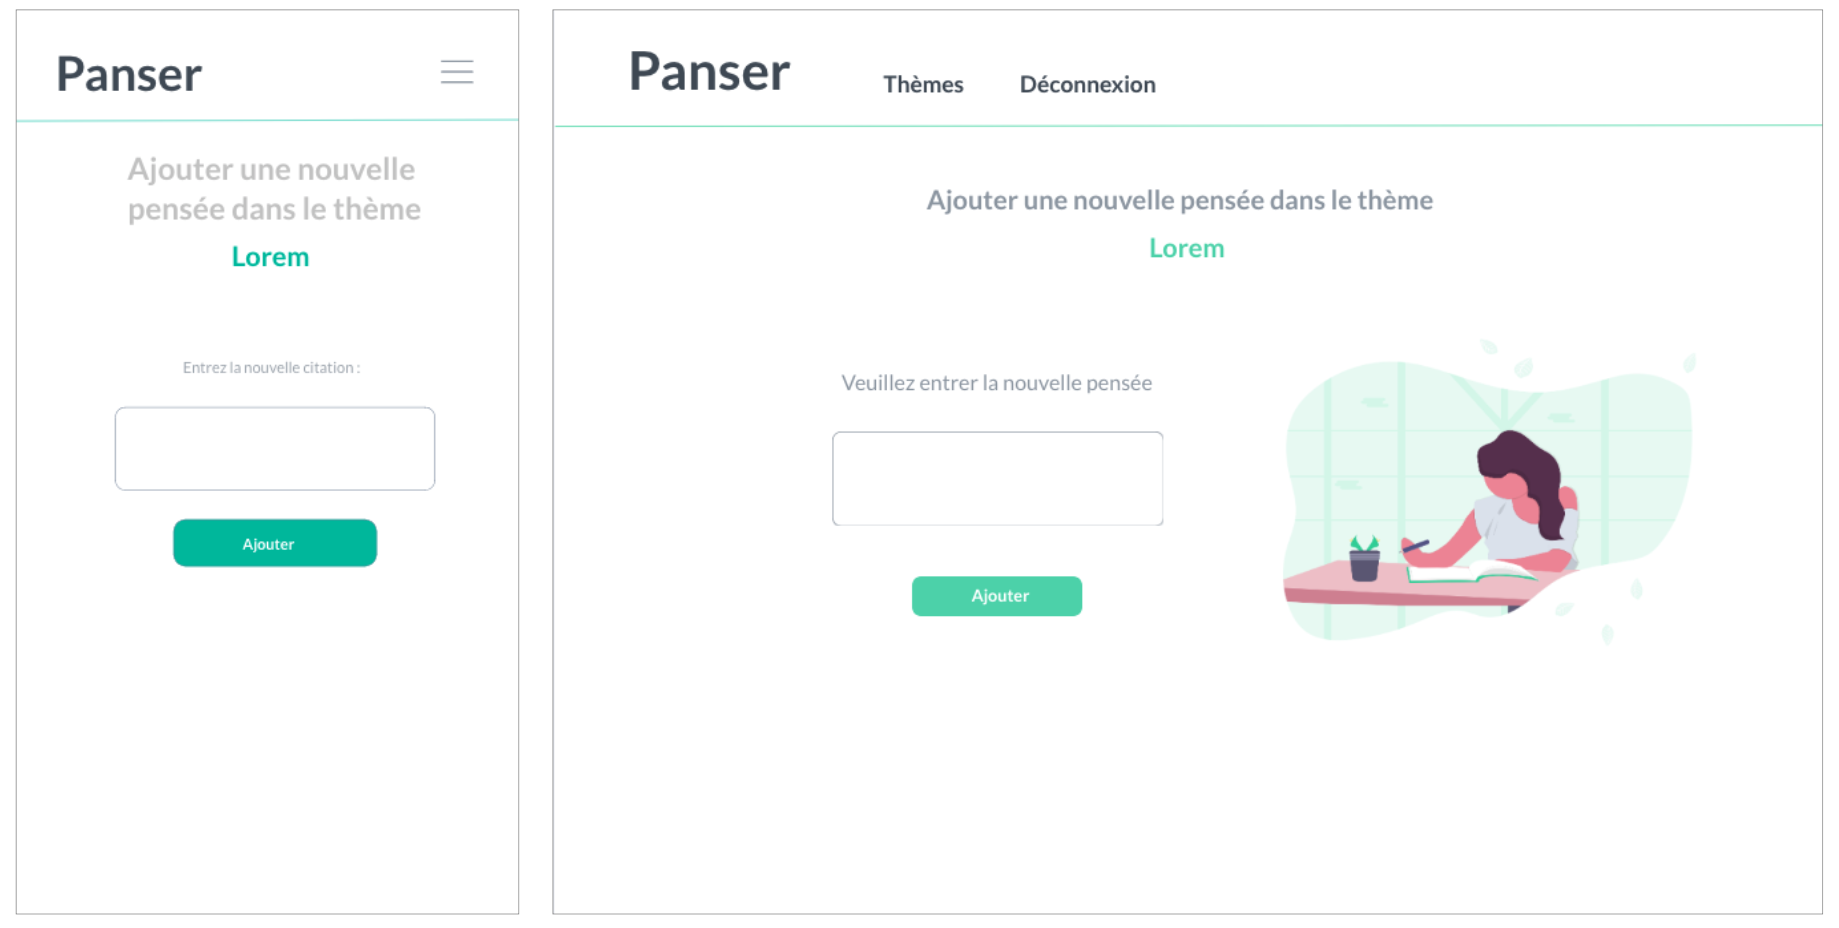 Panser
Ajouter une nouvelle
pensée dans le thème
Lorem
Entrez la nouvelle citation :
Ajouter
Panser
Thèmes
Déconnexion
Ajouter une nouvelle pensée dans le thème
Lorem
Veuillez entrer la nouvelle pensée
Ajouter